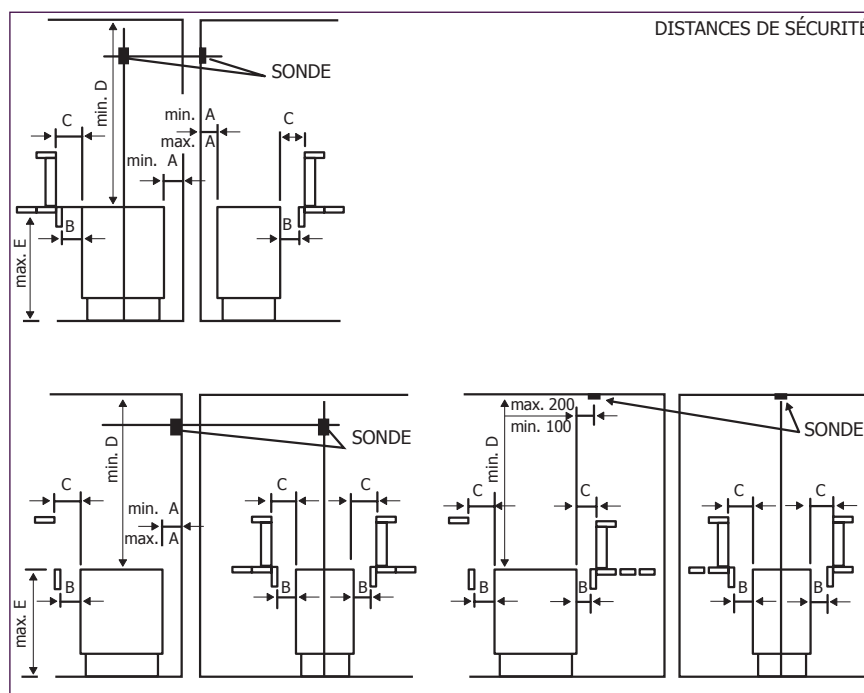 DISTANCES DE SÉCURITÉ
SONDE
min. D
C
min. A
max. A
C
min. A
B
B
max. E
max. 200
min. 100
SONDE
SONDE
min. D
min. D
C
C
C
C
C
C
C
min. A
max. A
B
B
B
B
B
B
B
max. E